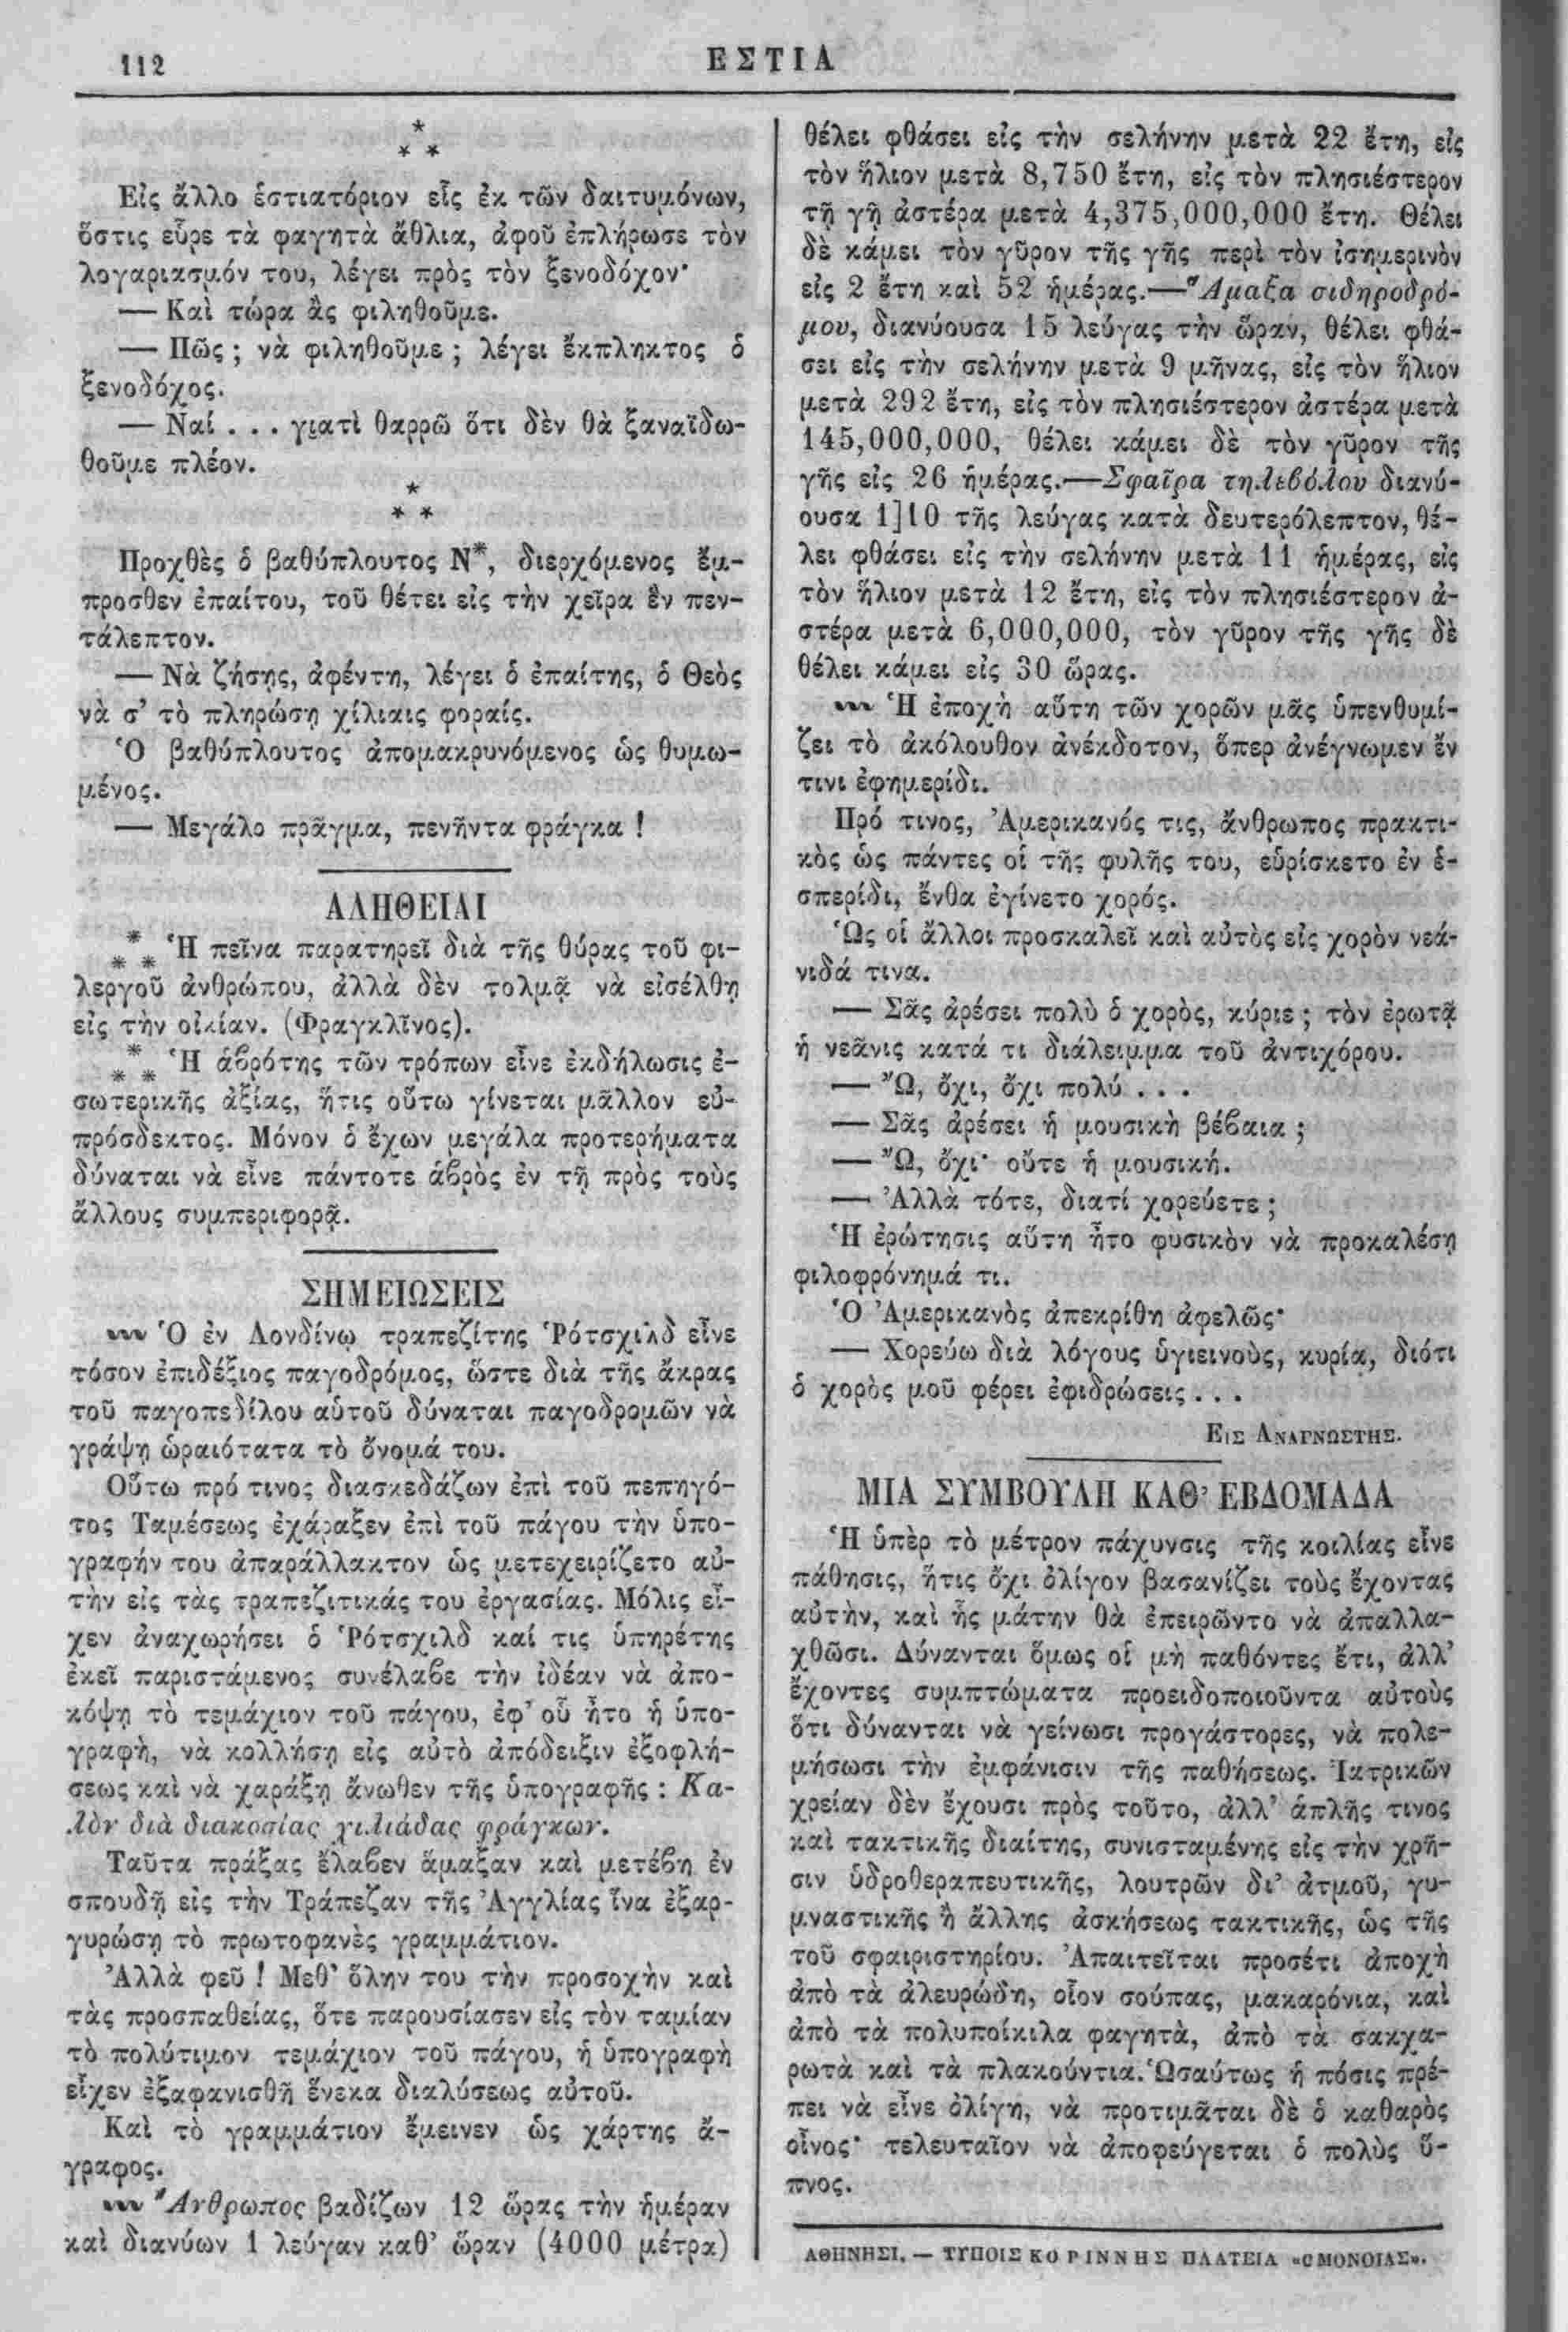 112
ΕΣΤΙΑ
*
* *
Εἰς ἄλλο ἑστιατόριον εἷς ἐκ τῶν δαιτυμόνων,
ὅστις εὗρε τὰ φαγητὰ ἄθλια, ἀφοῦ ἐπλήρωσε τὸν
λογαριασμόν του, λέγει πρὸς τὸν ξενοδόχον·
— Καὶ τώρα ἂς φιληθοῦμε.
— Πῶς ; νὰ φιληθοῦμε ; λέγει ἔκπληκτος ὁ
ξενοδόχος.
— Ναί . . . γιατὶ θαρρῶ ὅτι δὲν θὰ ξαναϊδω-
θοῦμε πλέον.
*
* *
Προχθὲς ὁ βαθύπλουτος Ν*, διερχόμενος ἔμ-
προσθεν ἐπαίτου, τοῦ θέτει εἰς τὴν χεῖρα ἓν πεν-
τάλεπτον.
— Νὰ ζήσῃς, ἀφέντη, λέγει ὁ ἐπαίτης, ὁ Θεὸς
νὰ σ' τὸ πληρώσῃ χίλιαις φοραίς.
Ὁ βαθύπλουτος ἀπομακρυνόμενος ὡς θυμω-
μένος.
— Μεγάλο πρᾶγμα, πενῆντα φράγκα !
ΑΛΗΘΕΙΑΙ
*** Ἡ πεῖνα παρατηρεῖ διὰ τῆς θύρας τοῦ φι-
λεργοῦ ἀνθρώπου, ἀλλὰ δὲν τολμᾷ νὰ εἰσέλθῃ
εἰς τὴν οἰκίαν. (Φραγκλῖνος).
*** Ἡ ἁβρότης τῶν τρόπων εἶνε ἐκδήλωσις ἐ-
σωτερικῆς ἀξίας, ἥτις οὕτω γίνεται μᾶλλον εὐ-
πρόσδεκτος. Μόνον ὁ ἔχων μεγάλα προτερήματα
δύναται νὰ εἶνε πάντοτε ἁβρὸς ἐν τῇ πρὸς τοὺς
ἄλλους συμπεριφορᾷ.
ΣΗΜΕΙΩΣΕΙΣ
Ὁ ἐν Λονδίνῳ τραπεζίτης Ῥότσχιλδ εἶνε
τόσον ἐπιδέξιος παγοδρόμος, ὥστε διὰ τῆς ἄκρας
τοῦ παγοπεδίλου αὑτοῦ δύναται παγοδρομῶν νὰ
γράψῃ ὡραιότατα τὸ ὄνομά του.
Οὕτω πρό τινος διασκεδάζων ἐπὶ τοῦ πεπηγό-
τος Ταμέσεως ἐχάραξεν ἐπὶ τοῦ πάγου τὴν ὑπο-
γραφήν του ἀπαράλλακτον ὡς μετεχειρίζετο αὐ-
τὴν εἰς τὰς τραπεζιτικάς του ἐργασίας. Μόλις εἶ-
χεν ἀναχωρήσει ὁ Ῥότσχιλδ καί τις ὑπηρέτης
ἐκεῖ παριστάμενος συνέλαβε τὴν ἰδέαν νὰ ἀπο-
κόψῃ τὸ τεμάχιον τοῦ πάγου, ἐφ' οὗ ἦτο ἡ ὑπο-
γραφὴ, νὰ κολλήσῃ εἰς αὐτὸ ἀπόδειξιν ἐξοφλή-
σεως καὶ νὰ χαράξῃ ἄνωθεν τῆς ὑπογραφῆς : Κα-
λὸν διὰ διακοσίας χιλιάδας φράγκων.
Ταῦτα πράξας ἔλαβεν ἅμαξαν καὶ μετέβη ἐν
σπουδῇ εἰς τὴν Τράπεζαν τῆς Ἀγγλίας ἵνα ἐξαρ-
γυρώσῃ τὸ πρωτοφανὲς γραμμάτιον.
Ἀλλὰ φεῦ ! Μεθ' ὅλην του τὴν προσοχὴν καὶ
τὰς προσπαθείας, ὅτε παρουσίασεν εἰς τὸν ταμίαν
τὸ πολύτιμον τεμάχιον τοῦ πάγου, ἡ ὑπογραφὴ
εἶχεν ἐξαφανισθῆ ἕνεκα διαλύσεως αὐτοῦ.
Καὶ τὸ γραμμάτιον ἔμεινεν ὡς χάρτης ἄ-
γραφος.
Ἄνθρωπος βαδίζων 12 ὥρας τὴν ἡμέραν
καὶ διανύων 1 λεύγαν καθ' ὥραν (4000 μέτρα)
θέλει φθάσει εἰς τὴν σελήνην μετὰ 22 ἔτη, εἰς
τὸν ἥλιον μετὰ 8,750 ἔτη, εἰς τὸν πλησιέστερον
τῇ γῇ ἀστέρα μετὰ 4,375,000,000 ἔτη. Θέλει
δὲ κάμει τὸν γῦρον τῆς γῆς περὶ τὸν ἰσημερινὸν
εἰς 2 ἔτη καὶ 52 ἡμέρας.—Ἅμαξα σιδηροδρό-
μου, διανύουσα 15 λεύγας τὴν ὥραν, θέλει φθά-
σει εἰς τὴν σελήνην μετὰ 9 μῆνας, εἰς τὸν ἥλιον
μετὰ 292 ἔτη, εἰς τὸν πλησιέστερον ἀστέρα μετὰ
145,000,000, θέλει κάμει δὲ τὸν γῦρον τῆς
γῆς εἰς 26 ἡμέρας.—Σφαῖρα τηλεβόλου διανύ-
ουσα 1]10 τῆς λεύγας κατὰ δευτερόλεπτον, θέ-
λει φθάσει εἰς τὴν σελήνην μετὰ 11 ἡμέρας, εἰς
τὸν ἥλιον μετὰ 12 ἔτη, εἰς τὸν πλησιέστερον ἀ-
στέρα μετὰ 6,000,000, τὸν γῦρον τῆς γῆς δὲ
θέλει κάμει εἰς 30 ὥρας.
Ἡ ἐποχὴ αὕτη τῶν χορῶν μᾶς ὑπενθυμί-
ζει τὸ ἀκόλουθον ἀνέκδοτον, ὅπερ ἀνέγνωμεν ἔν
τινι ἐφημερίδι.
Πρό τινος, Ἀμερικανός τις, ἄνθρωπος πρακτι-
κὸς ὡς πάντες οἱ τῆς φυλῆς του, εὑρίσκετο ἐν ἑ-
σπερίδι, ἔνθα ἐγίνετο χορός.
Ὡς οἱ ἄλλοι προσκαλεῖ καὶ αὐτὸς εἰς χορὸν νεά-
νιδά τινα.
— Σᾶς ἀρέσει πολὺ ὁ χορὸς, κύριε ; τὸν ἐρωτᾷ
ἡ νεᾶνις κατά τι διάλειμμα τοῦ ἀντιχόρου.
— Ὤ, ὄχι, ὄχι πολύ . . .
— Σᾶς ἀρέσει ἡ μουσικὴ βέβαια ;
— Ὤ, ὄχι· οὔτε ἡ μουσική.
— Ἀλλὰ τότε, διατί χορεύετε ;
Ἡ ἐρώτησις αὕτη ἦτο φυσικὸν νὰ προκαλέσῃ
φιλοφρόνημά τι.
Ὁ Ἀμερικανὸς ἀπεκρίθη ἀφελῶς·
— Χορεύω διὰ λόγους ὑγιεινοὺς, κυρία, διότι
ὁ χορὸς μοῦ φέρει ἐφιδρώσεις . . .
ΕΙΣ ΑΝΑΓΝΩΣΤΗΣ.
ΜΙΑ ΣΥΜΒΟΥΛΗ ΚΑΘ' ΕΒΔΟΜΑΔΑ
Ἡ ὑπὲρ τὸ μέτρον πάχυνσις τῆς κοιλίας εἶνε
πάθησις, ἥτις ὄχι ὀλίγον βασανίζει τοὺς ἔχοντας
αὐτὴν, καὶ ἧς μάτην θὰ ἐπειρῶντο νὰ ἀπαλλα-
χθῶσι. Δύνανται ὅμως οἱ μὴ παθόντες ἔτι, ἀλλ'
ἔχοντες συμπτώματα προειδοποιοῦντα αὐτοὺς
ὅτι δύνανται νὰ γείνωσι προγάστορες, νὰ πολε-
μήσωσι τὴν ἐμφάνισιν τῆς παθήσεως. Ἰατρικῶν
χρείαν δὲν ἔχουσι πρὸς τοῦτο, ἀλλ' ἁπλῆς τινος
καὶ τακτικῆς διαίτης, συνισταμένης εἰς τὴν χρῆ-
σιν ὑδροθεραπευτικῆς, λουτρῶν δι' ἀτμοῦ, γυ-
μναστικῆς ἢ ἄλλης ἀσκήσεως τακτικῆς, ὡς τῆς
τοῦ σφαιριστηρίου. Ἀπαιτεῖται προσέτι ἀποχὴ
ἀπὸ τὰ ἀλευρώδη, οἷον σούπας, μακαρόνια, καὶ
ἀπὸ τὰ πολυποίκιλα φαγητὰ, ἀπὸ τὰ σακχα-
ρωτὰ καὶ τὰ πλακούντια. Ὡσαύτως ἡ πόσις πρέ-
πει νὰ εἶνε ὀλίγη, νὰ προτιμᾶται δὲ ὁ καθαρὸς
οἶνος· τελευταῖον νὰ ἀποφεύγεται ὁ πολὺς ὕ-
πνος.
ΑΘΗΝΗΣΙ. — ΤΥΠΟΙΣ ΚΟΡΙΝΝΗΣ ΠΛΑΤΕΙΑ «ΟΜΟΝΟΙΑΣ».